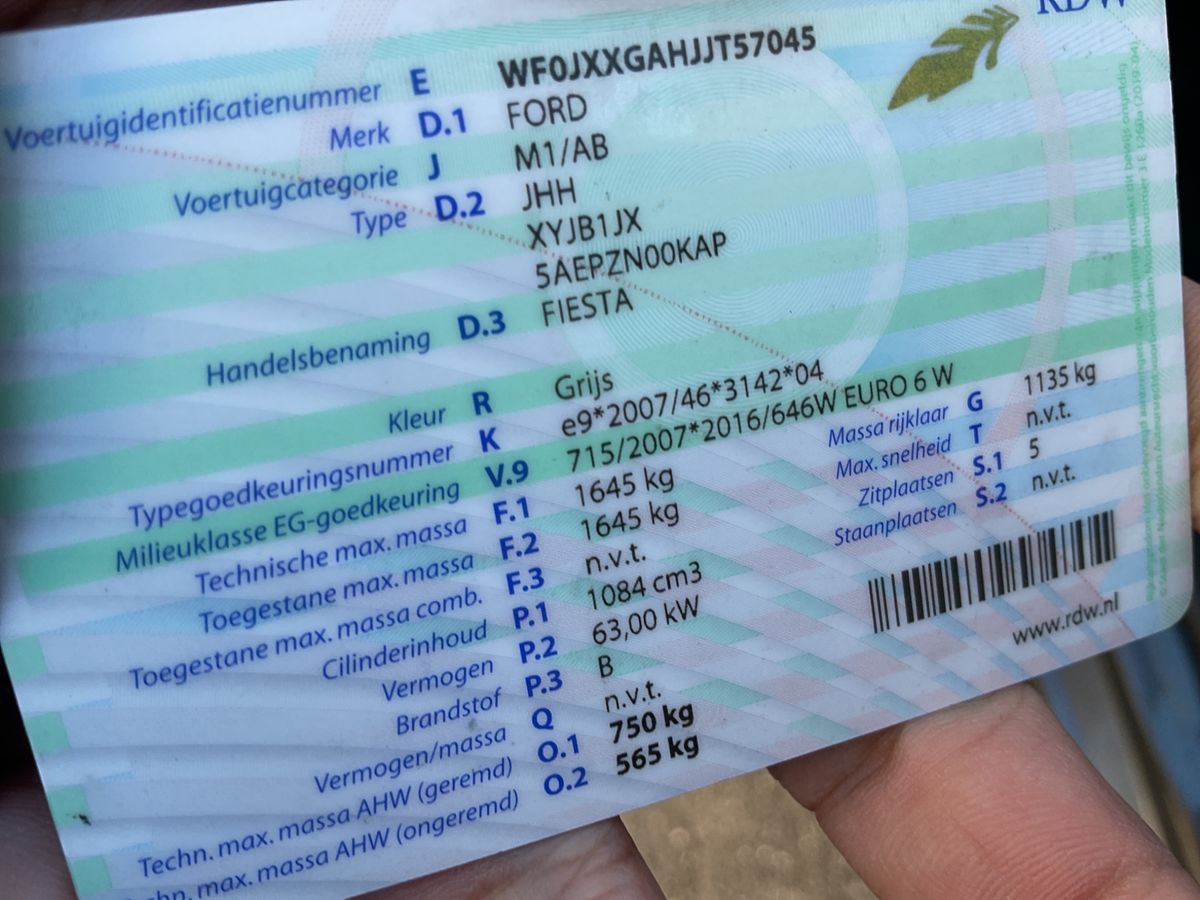 RDW
Voertuigidentificatienummer E WF0JXXGAHJJT57045
Merk D.1 FORD
Voertuigcategorie J M1/AB
Type D.2 JHH
XYJB1JX
5AEPZN00KAP
Handelsbenaming D.3 FIESTA
Kleur R Grijs
Typegoedkeuringsnummer K e9*2007/46*3142*04
Milieuklasse EG-goedkeuring V.9 715/2007*2016/646W EURO 6 W
Technische max. massa F.1 1645 kg
Toegestane max. massa F.2 1645 kg
Toegestane max. massa comb. F.3 n.v.t.
Cilinderinhoud P.1 1084 cm3
Vermogen P.2 63,00 kW
Brandstof P.3 B
Vermogen/massa Q n.v.t.
Techn. max. massa AHW (geremd) O.1 750 kg
max. massa AHW (ongeremd) O.2 565 kg
Massa rijklaar G 1135 kg
Max. snelheid T n.v.t.
Zitplaatsen S.1 5
Staanplaatsen S.2 n.v.t.
www.rdw.nl